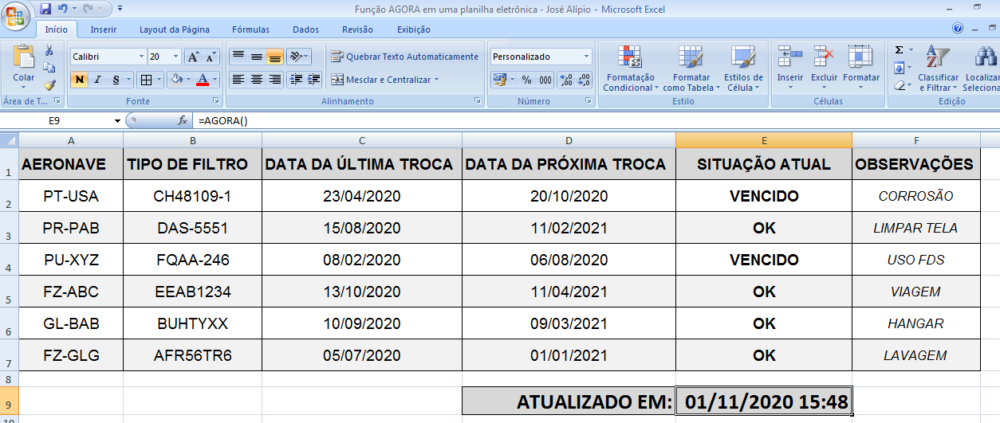 Função AGORA em uma planilha eletrônica - José Alípio - Microsoft Excel
Início Inserir Layout da Página Fórmulas Dados Revisão Exibição
Calibri 20 A A Quebrar Texto Automaticamente Personalizado
Colar N I S A Mesclar e Centralizar % 000 Formatação Condicional Formatar como Tabela Estilos de Célula Inserir Excluir Formatar Σ Classificar e Filtrar Localizar Seleciona
Área de T... Fonte Alinhamento Número Estilo Células Edição
E9 fx =AGORA()
A B C D E F
1 AERONAVE TIPO DE FILTRO DATA DA ÚLTIMA TROCA DATA DA PRÓXIMA TROCA SITUAÇÃO ATUAL OBSERVAÇÕES
2 PT-USA CH48109-1 23/04/2020 20/10/2020 VENCIDO CORROSÃO
3 PR-PAB DAS-5551 15/08/2020 11/02/2021 OK LIMPAR TELA
4 PU-XYZ FQAA-246 08/02/2020 06/08/2020 VENCIDO USO FDS
5 FZ-ABC EEAB1234 13/10/2020 11/04/2021 OK VIAGEM
6 GL-BAB BUHTYXX 10/09/2020 09/03/2021 OK HANGAR
7 FZ-GLG AFR56TR6 05/07/2020 01/01/2021 OK LAVAGEM
8
9 ATUALIZADO EM: 01/11/2020 15:48
10